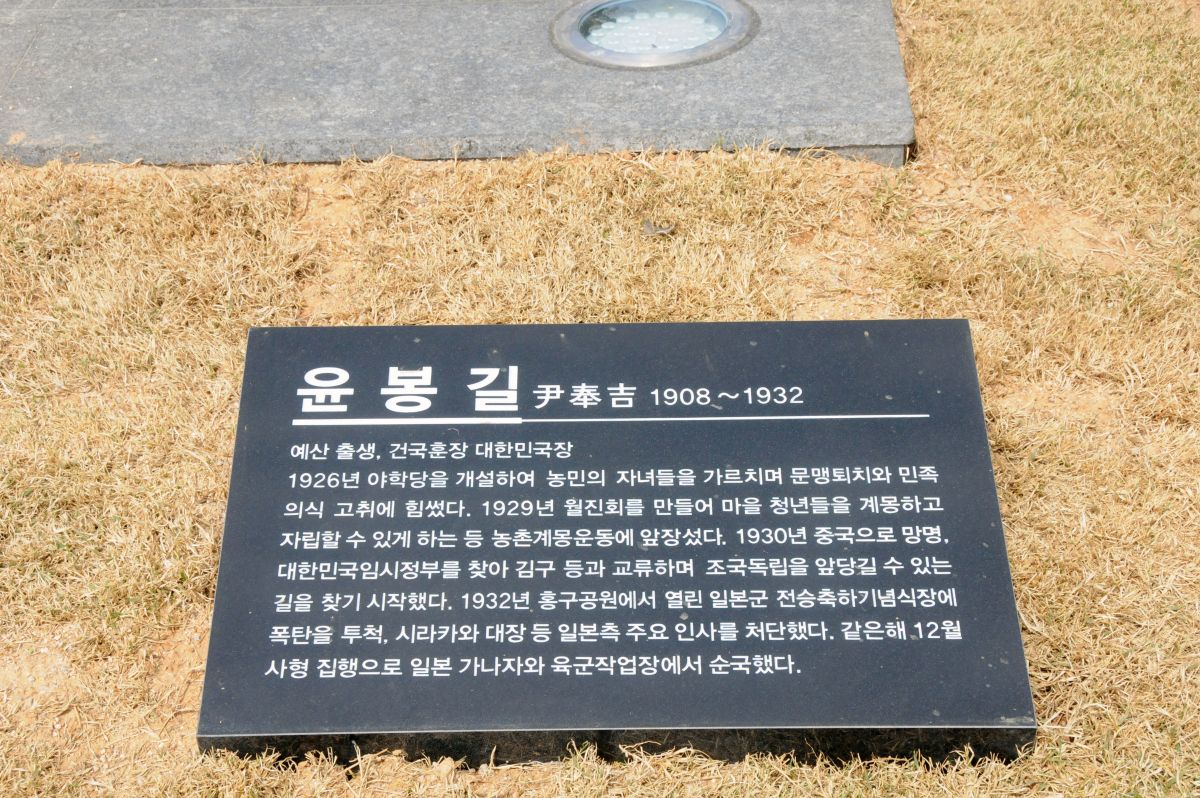 윤봉길 尹奉吉 1908~1932
예산 출생, 건국훈장 대한민국장
1926년 야학당을 개설하여 농민의 자녀들을 가르치며 문맹퇴치와 민족
의식 고취에 힘썼다. 1929년 월진회를 만들어 마을 청년들을 계몽하고
자립할 수 있게 하는 등 농촌계몽운동에 앞장섰다. 1930년 중국으로 망명,
대한민국임시정부를 찾아 김구 등과 교류하며 조국독립을 앞당길 수 있는
길을 찾기 시작했다. 1932년 홍구공원에서 열린 일본군 전승축하기념식장에
폭탄을 투척, 시라카와 대장 등 일본측 주요 인사를 처단했다. 같은해 12월
사형 집행으로 일본 가나자와 육군작업장에서 순국했다.